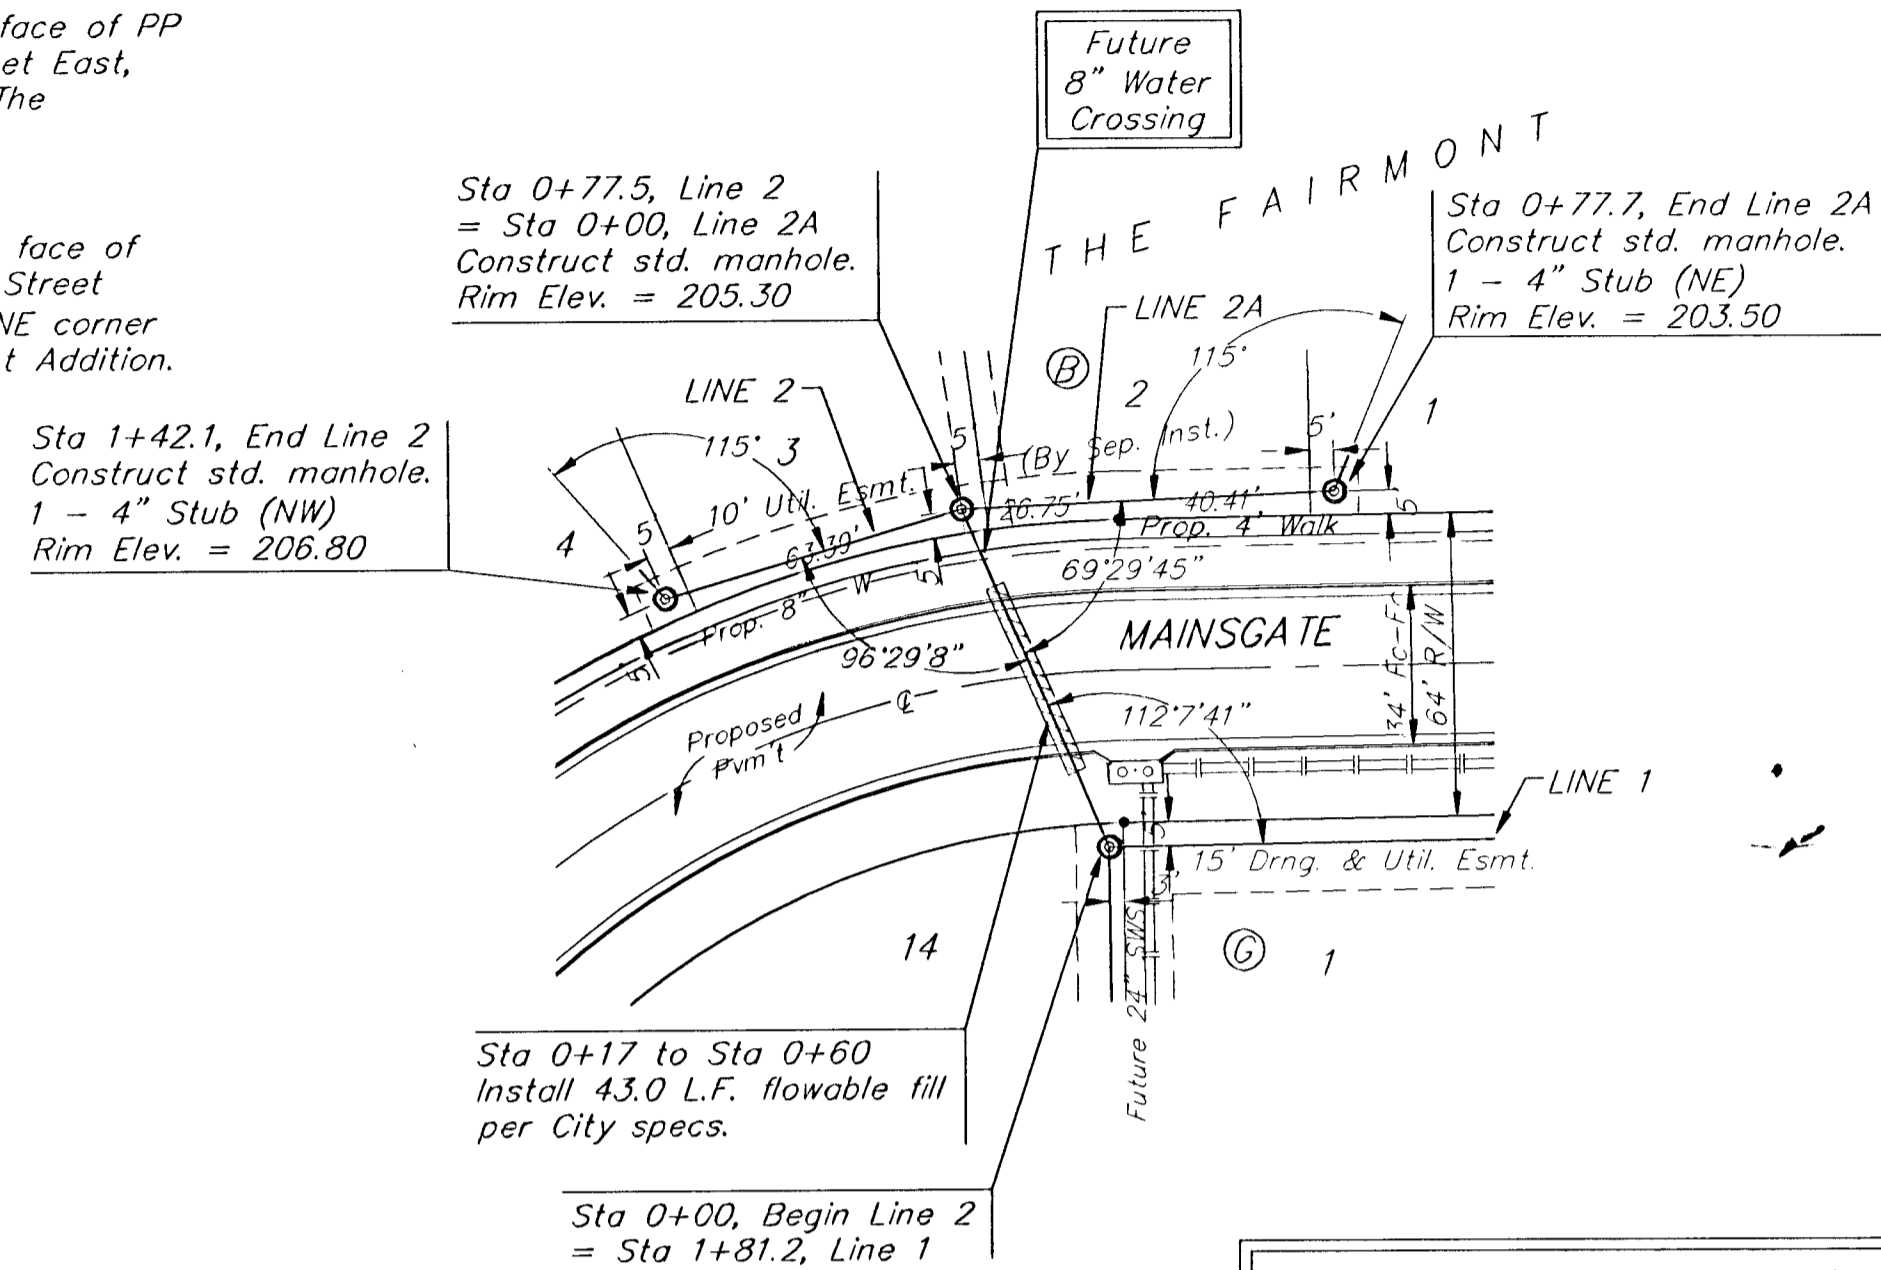 face of PP
et East,
The
face of
Street
NE corner
t Addition.
Future
8" Water
Crossing
THE FAIRMONT
Sta 0+77.5, Line 2
= Sta 0+00, Line 2A
Construct std. manhole.
Rim Elev. = 205.30
Sta 0+77.7, End Line 2A
Construct std. manhole.
1 - 4" Stub (NE)
Rim Elev. = 203.50
Sta 1+42.1, End Line 2
Construct std. manhole.
1 - 4" Stub (NW)
Rim Elev. = 206.80
LINE 2
LINE 2A
B
115°
2
1
115°
3
4
5'
5'
5
(By Sep. Inst.)
10' Util. Esmt.
63.39'
26.75'
40.41'
5
Prop. 4' Walk
Prop. 8" W
5
5'
69°29'45"
96°29'8"
MAINSGATE
34' Fc-Fc
64' R/W
112°7'41"
Proposed
Pvm't
℄
LINE 1
5
3'
15' Drng. & Util. Esmt.
Future 24" SWS
14
G
1
Sta 0+17 to Sta 0+60
Install 43.0 L.F. flowable fill
per City specs.
Sta 0+00, Begin Line 2
= Sta 1+81.2, Line 1